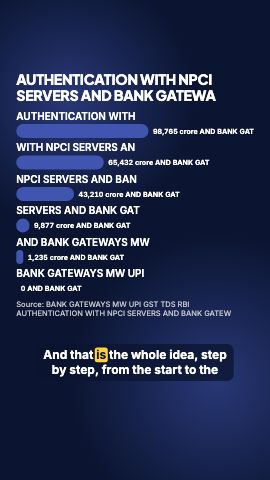 AUTHENTICATION WITH NPCI
SERVERS AND BANK GATEWA
AUTHENTICATION WITH
98,765 crore AND BANK GAT
WITH NPCI SERVERS AN
65,432 crore AND BANK GAT
NPCI SERVERS AND BAN
43,210 crore AND BANK GAT
SERVERS AND BANK GAT
9,877 crore AND BANK GAT
AND BANK GATEWAYS MW
1,235 crore AND BANK GAT
BANK GATEWAYS MW UPI
0 AND BANK GAT
Source: BANK GATEWAYS MW UPI GST TDS RBI
AUTHENTICATION WITH NPCI SERVERS AND BANK GATEW
And that is the whole idea, step
by step, from the start to the